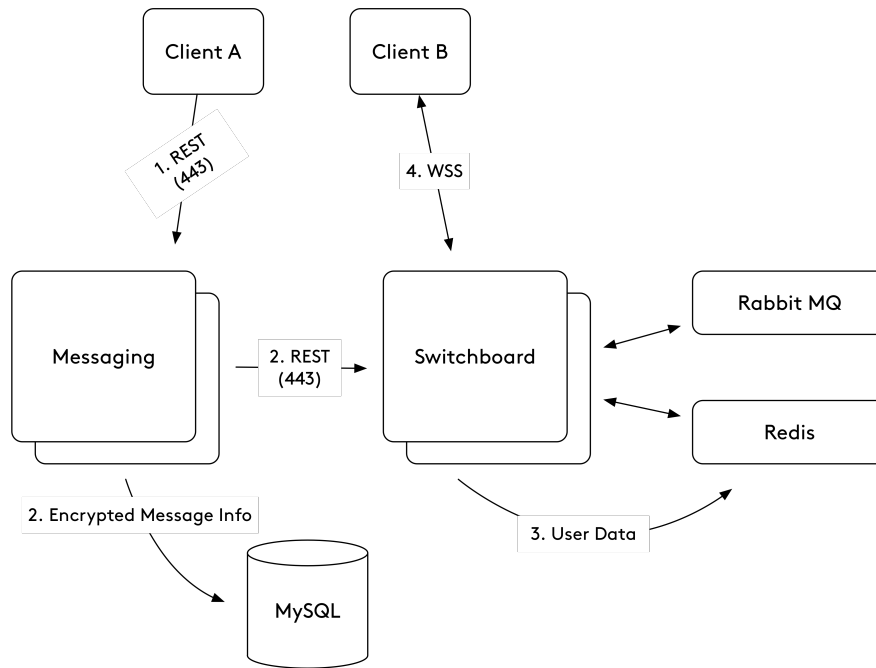 Client A
Client B
1. REST
(443)
4. WSS
Messaging
2. REST
(443)
Switchboard
Rabbit MQ
Redis
2. Encrypted Message Info
3. User Data
MySQL